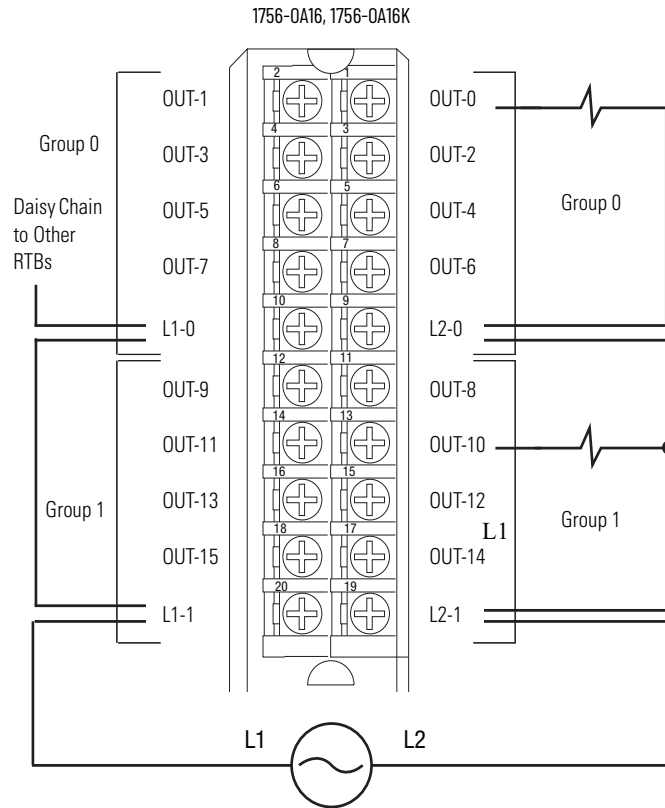 1756-OA16, 1756-OA16K
2 1
OUT-1 OUT-0
Group 0
4 3
OUT-3 OUT-2
Daisy Chain
to Other
RTBs
6 5
OUT-5 OUT-4
Group 0
8 7
OUT-7 OUT-6
10 9
L1-0 L2-0
12 11
OUT-9 OUT-8
14 13
OUT-11 OUT-10
16 15
Group 1
OUT-13 OUT-12
Group 1
18 17
L1
OUT-15 OUT-14
20 19
L1-1 L2-1
L1 L2